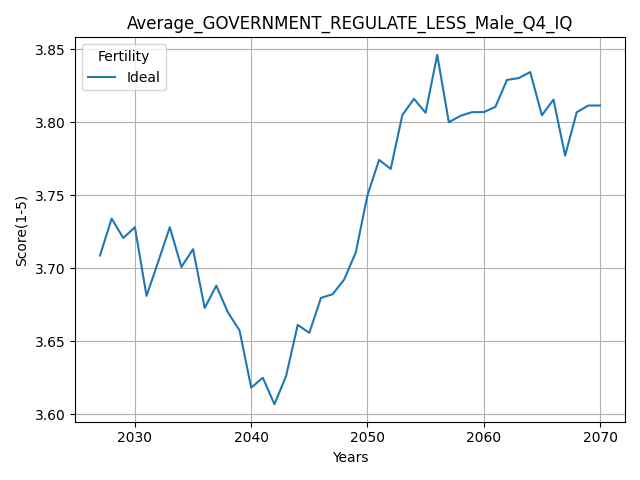 Average_GOVERNMENT_REGULATE_LESS_Male_Q4_IQ
Fertility
Ideal
Score(1-5)
3.85
3.80
3.75
3.70
3.65
3.60
2030 2040 2050 2060 2070
Years